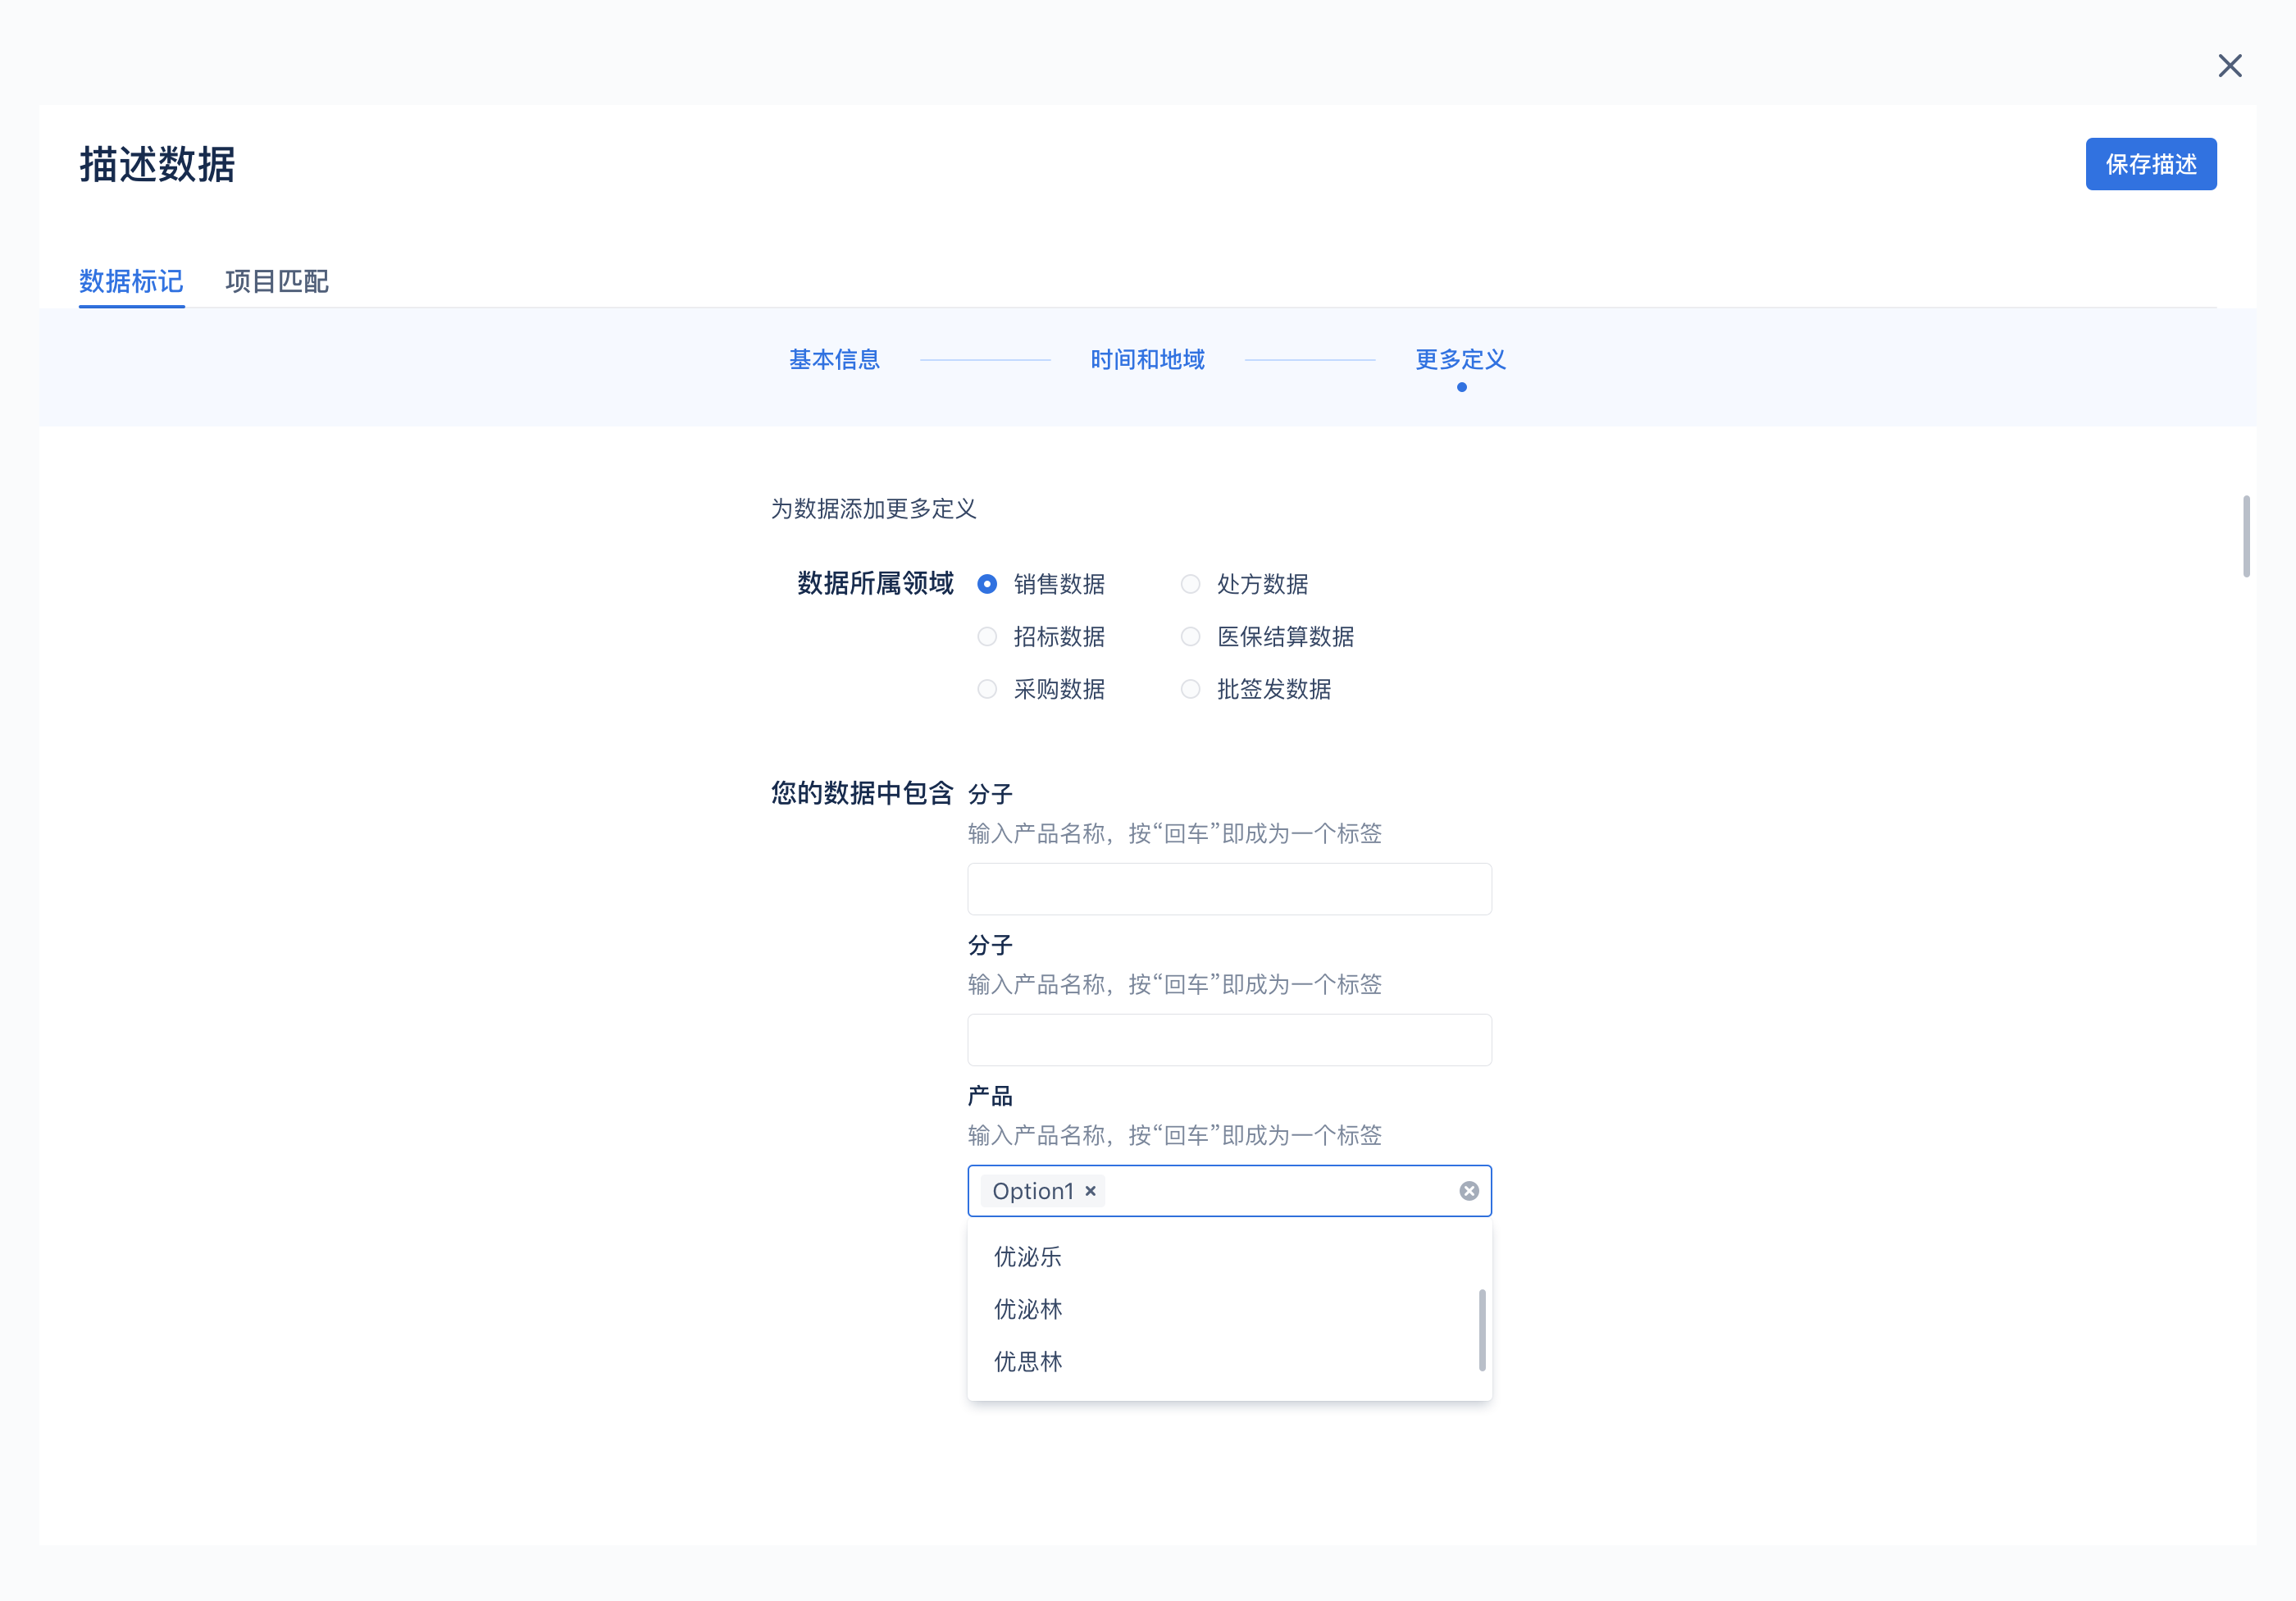 描述数据
保存描述
数据标记 项目匹配
基本信息 时间和地域 更多定义
为数据添加更多定义
数据所属领域 销售数据 处方数据
招标数据 医保结算数据
采购数据 批签发数据
您的数据中包含 分子
输入产品名称，按“回车”即成为一个标签
分子
输入产品名称，按“回车”即成为一个标签
产品
输入产品名称，按“回车”即成为一个标签
Option1
优泌乐
优泌林
优思林